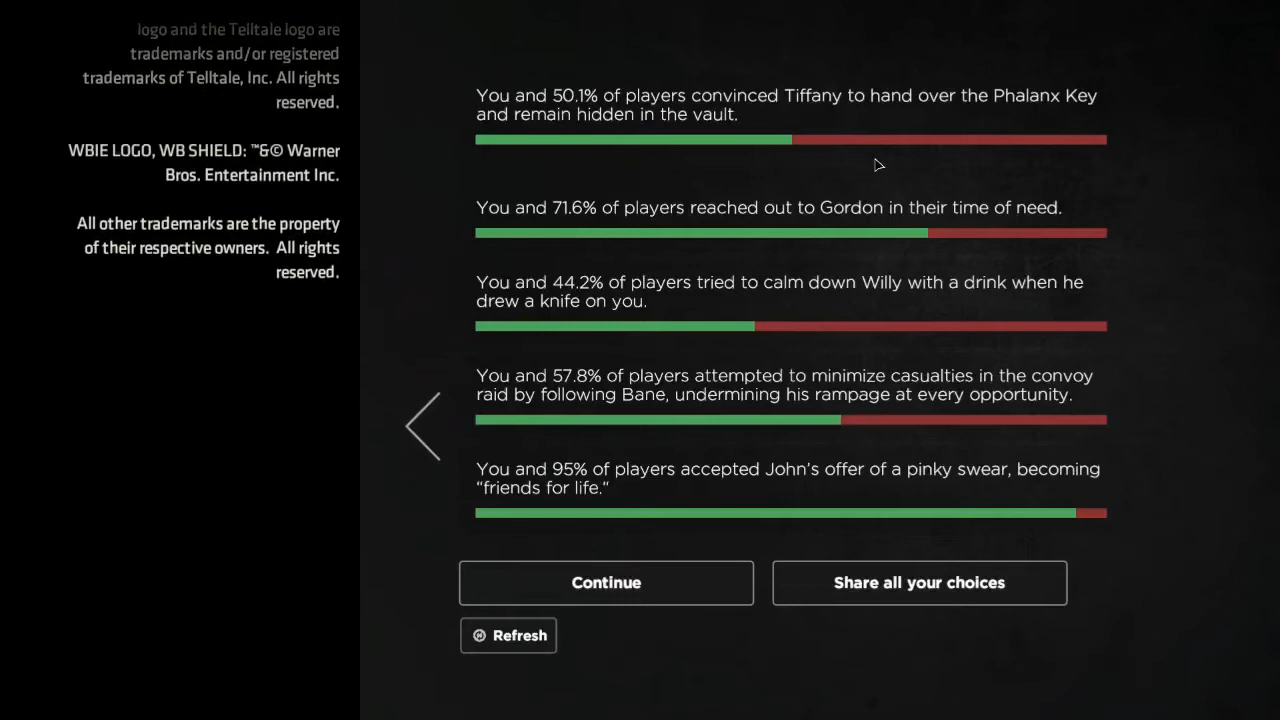 logo and the Telltale logo are
trademarks and/or registered
trademarks of Telltale, Inc. All rights
reserved.
WBIE LOGO, WB SHIELD: ™&© Warner
Bros. Entertainment Inc.
All other trademarks are the property
of their respective owners. All rights
reserved.
You and 50.1% of players convinced Tiffany to hand over the Phalanx Key
and remain hidden in the vault.
You and 71.6% of players reached out to Gordon in their time of need.
You and 44.2% of players tried to calm down Willy with a drink when he
drew a knife on you.
You and 57.8% of players attempted to minimize casualties in the convoy
raid by following Bane, undermining his rampage at every opportunity.
You and 95% of players accepted John's offer of a pinky swear, becoming
“friends for life.“
Continue
Share all your choices
Refresh